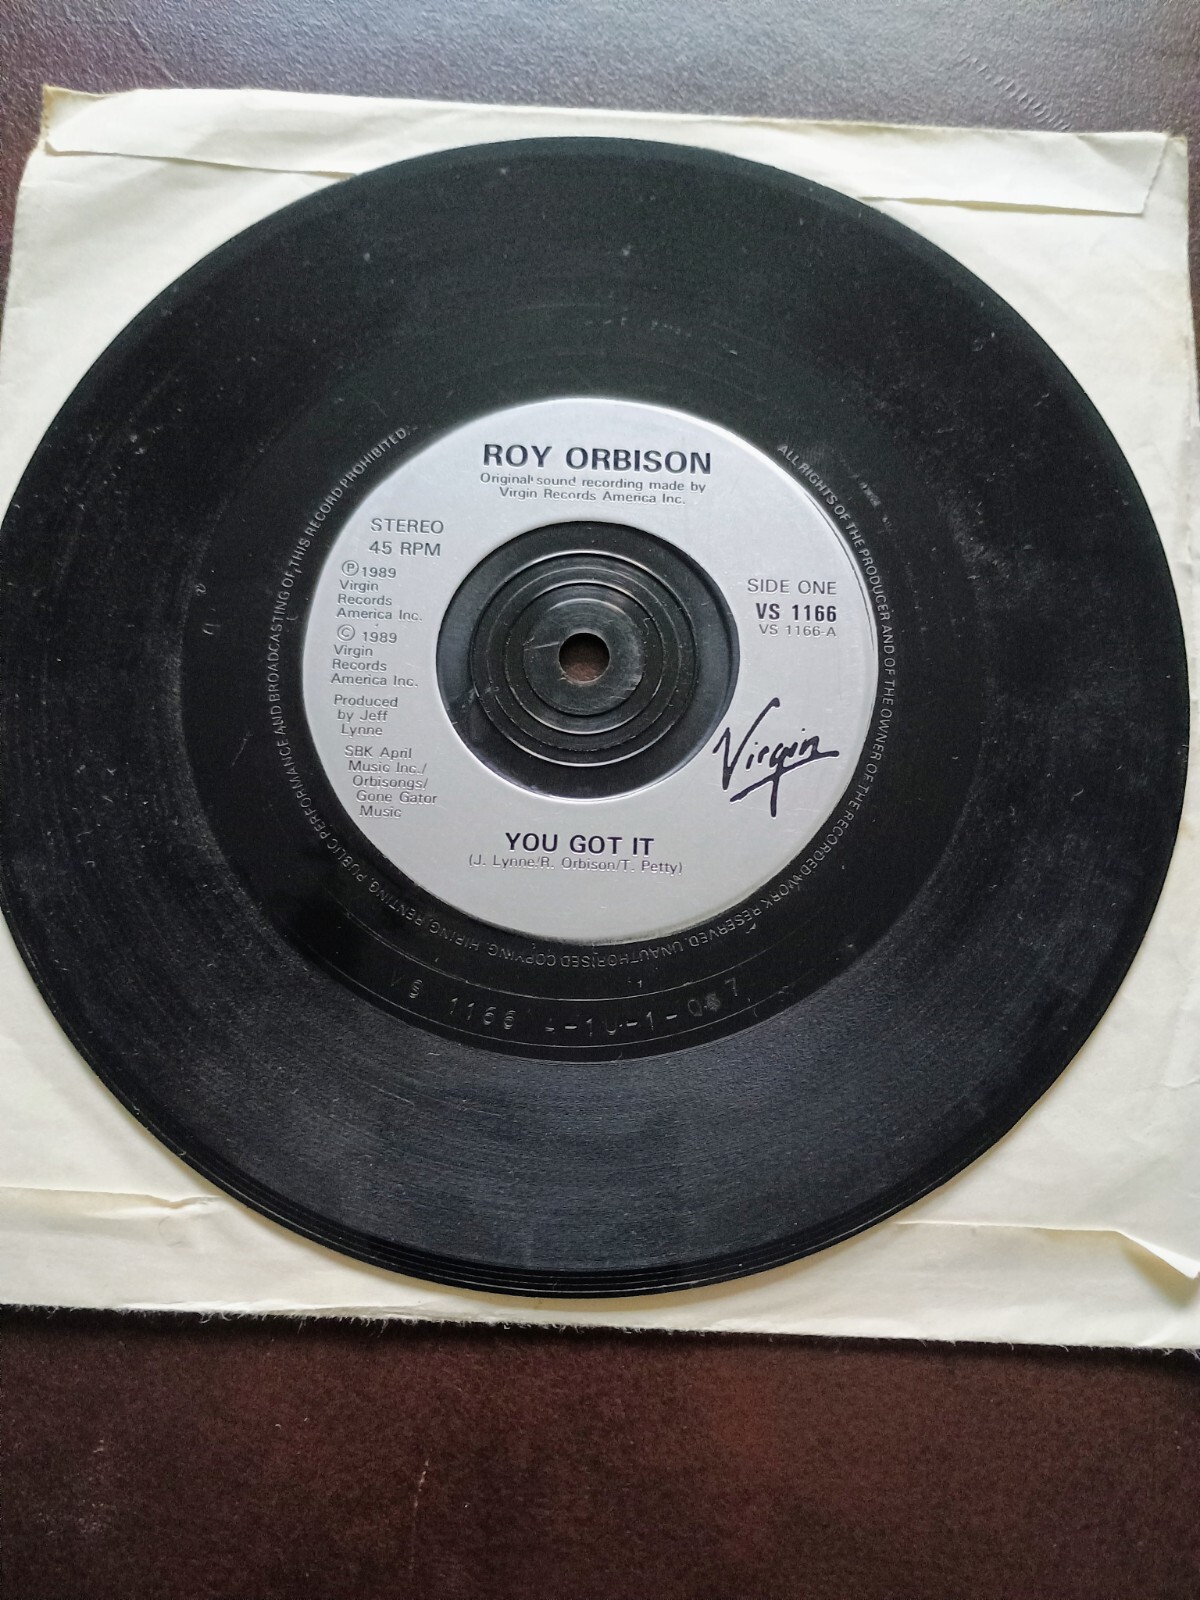 ROY ORBISON
Original sound recording made by
Virgin Records America Inc.
STEREO
45 RPM
Ⓟ 1989
Virgin
Records
America Inc.
© 1989
Virgin
Records
America Inc.
Produced
by Jeff
Lynne
SBK April
Music Inc./
Orbisongs/
Gone Gator
Music
SIDE ONE
VS 1166
VS 1166-A
Virgin
YOU GOT IT
(J. Lynne/R. Orbison/T. Petty)
ALL RIGHTS OF THE PRODUCER AND OF THE OWNER OF THE RECORDED WORK RESERVED. UNAUTHORISED COPYING, HIRING, RENTING, PUBLIC PERFORMANCE AND BROADCASTING OF THIS RECORD PROHIBITED.
1166